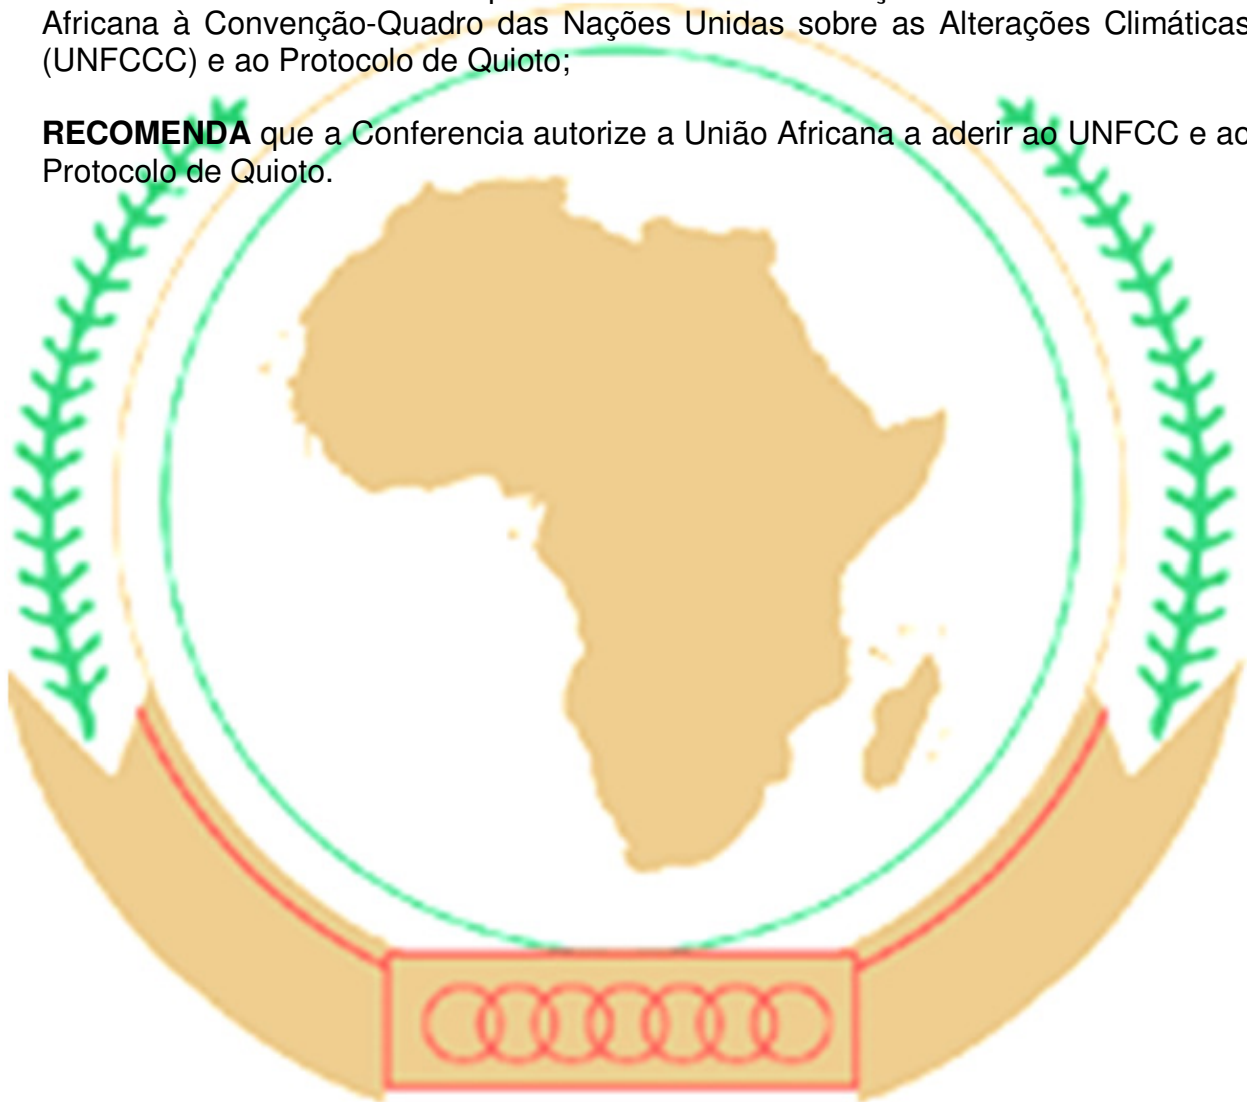 Africana à Convenção-Quadro das Nações Unidas sobre as Alterações Climáticas
(UNFCCC) e ao Protocolo de Quioto;
RECOMENDA que a Conferencia autorize a União Africana a aderir ao UNFCC e ao
Protocolo de Quioto.